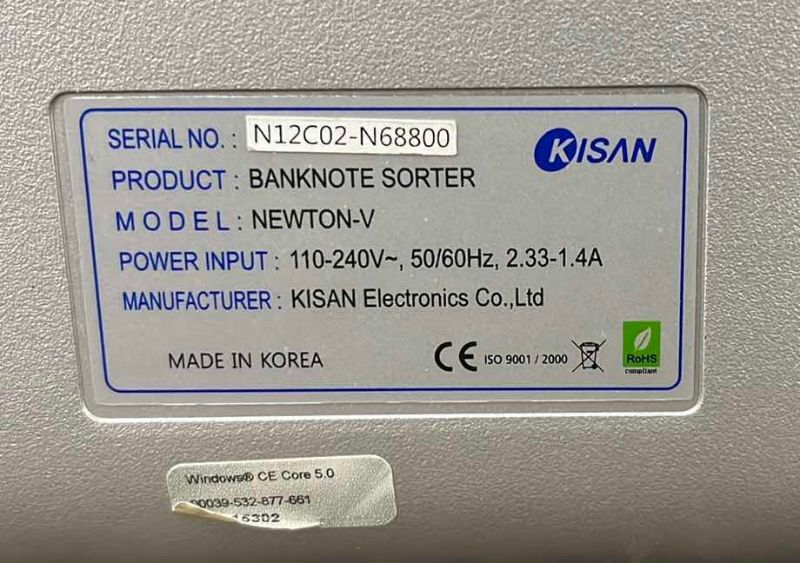 SERIAL NO. : N12C02-N68800
KISAN
PRODUCT : BANKNOTE SORTER
MODEL : NEWTON-V
POWER INPUT : 110-240V~, 50/60Hz, 2.33-1.4A
MANUFACTURER : KISAN Electronics Co.,Ltd
MADE IN KOREA
CE ISO 9001 / 2000
RoHS
compliant
Windows® CE Core 5.0
00039-532-877-661